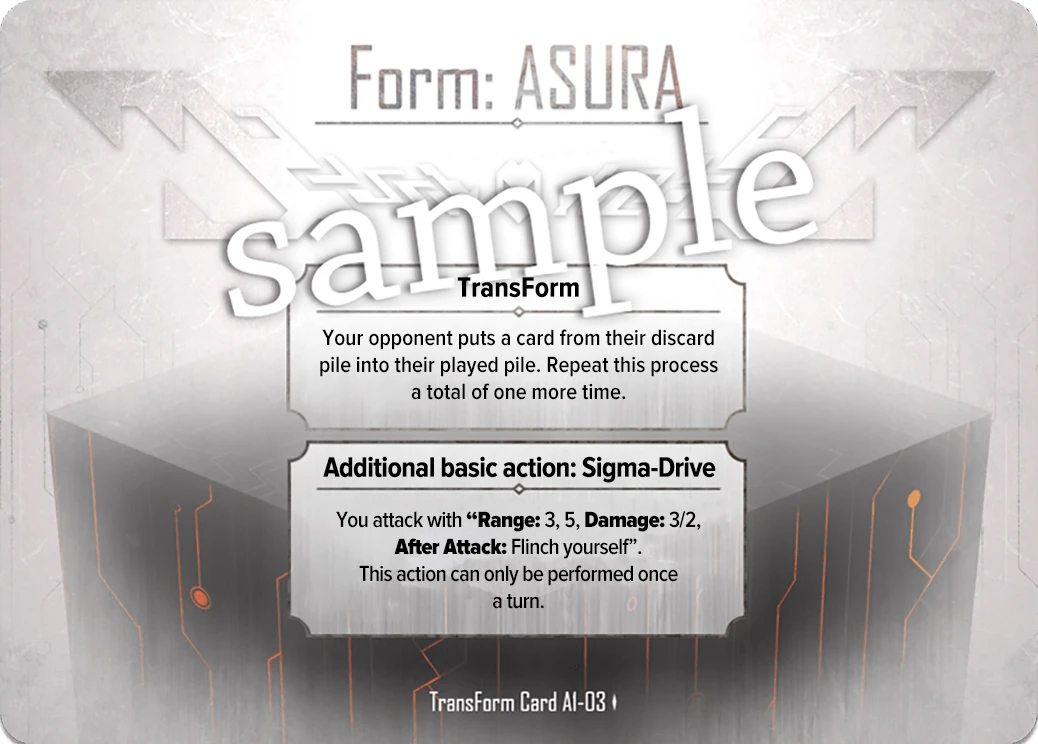 Form: ASURA
sample
TransForm
Your opponent puts a card from their discard
pile into their played pile. Repeat this process
a total of one more time.
Additional basic action: Sigma-Drive
You attack with “Range: 3, 5, Damage: 3/2,
After Attack: Flinch yourself”.
This action can only be performed once
a turn.
TransForm Card A1-03